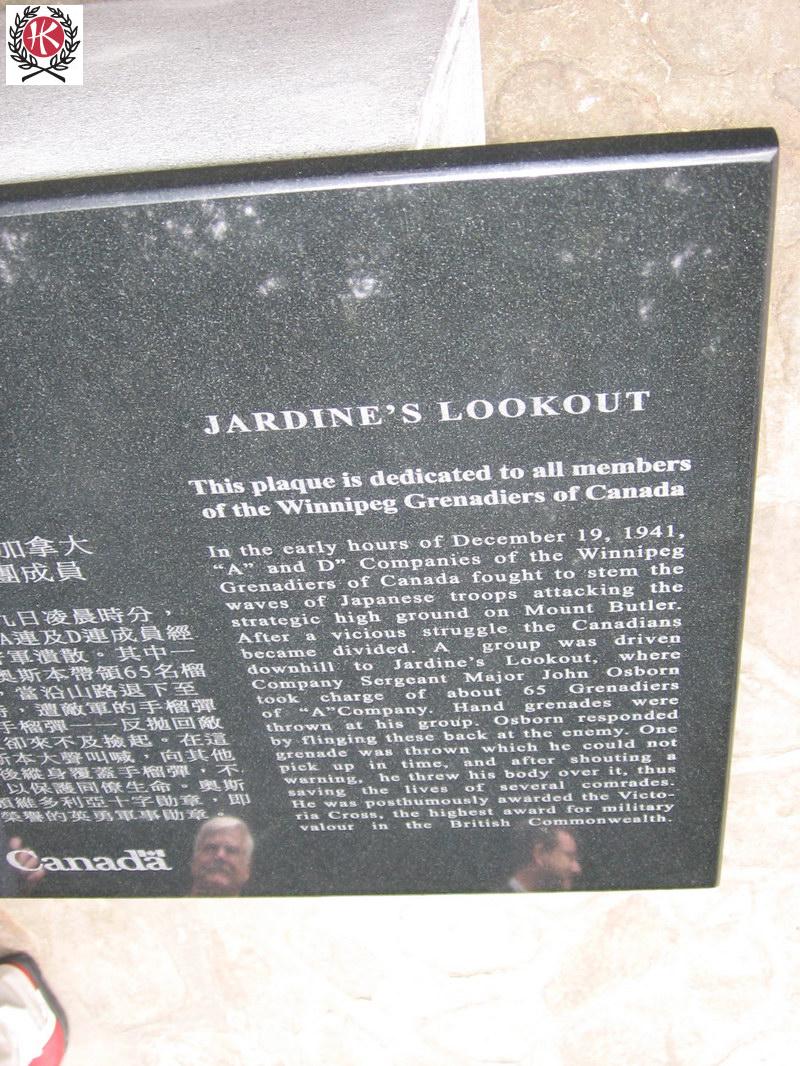 HK
JARDINE'S LOOKOUT
This plaque is dedicated to all members
of the Winnipeg Grenadiers of Canada
In the early hours of December 19, 1941,
“A” and D” Companies of the Winnipeg
Grenadiers of Canada fought to stem the
waves of Japanese troops attacking the
strategic high ground on Mount Butler.
After a vicious struggle the Canadians
became divided. A group was driven
downhill to Jardine's Lookout, where
Company Sergeant Major John Osborn
took charge of about 65 Grenadiers
of “A”Company. Hand grenades were
thrown at his group. Osborn responded
by flinging these back at the enemy. One
grenade was thrown which he could not
pick up in time, and after shouting a
warning, he threw his body over it, thus
saving the lives of several comrades.
He was posthumously awarded the Victo-
ria Cross, the highest award for military
valour in the British Commonwealth.
加拿大
團成員
九日凌晨時分，
A連及D連成員經
軍潰散。其中一
奧斯本帶領65名榴
，當沿山路退下至
，遭敵軍的手榴彈
手榴彈──反拋回敵
卻來不及撿起。在這
斯本大聲叫喊，向其他
後縱身覆蓋手榴彈，不
以保護同僚生命。奧斯
頒維多利亞十字勛章，即
榮譽的英勇軍事勛章。
Canada